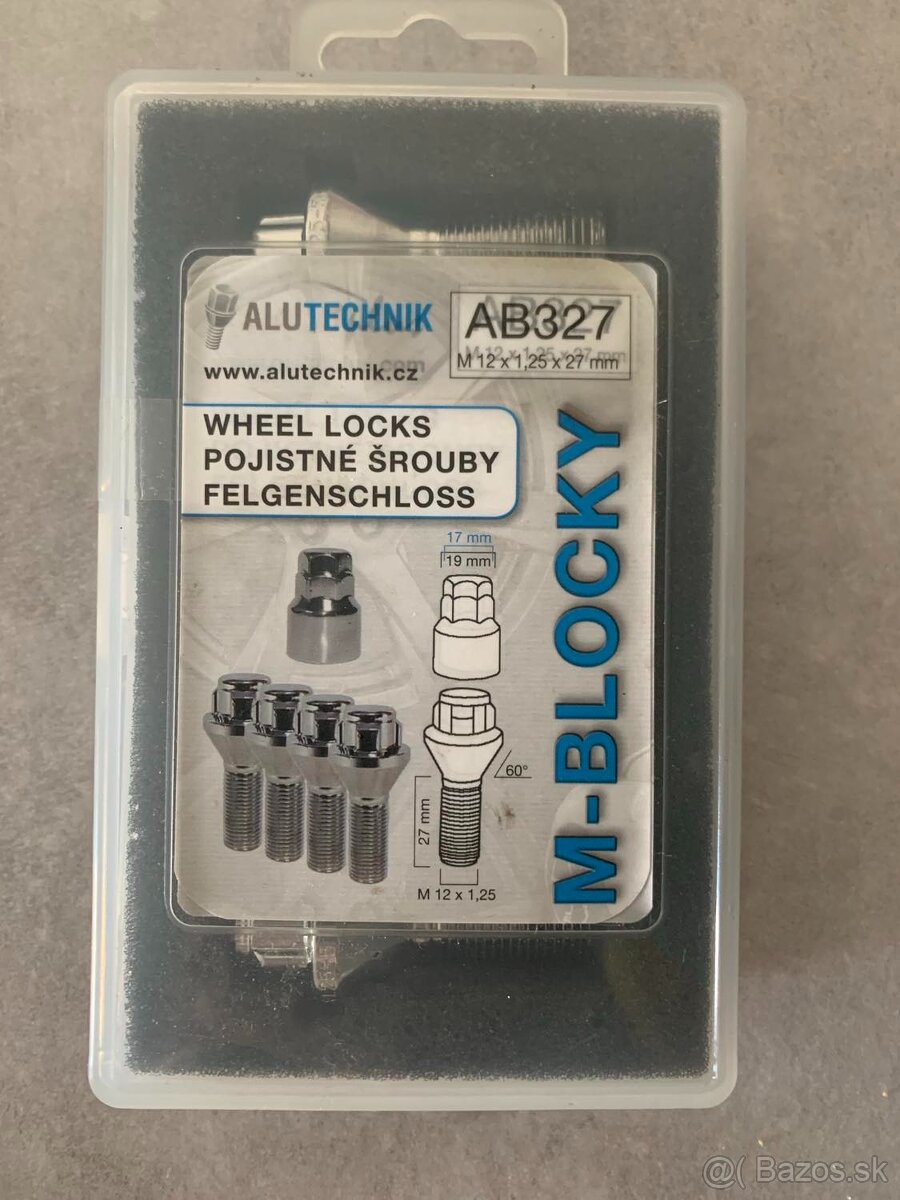 ALUTECHNIK
www.alutechnik.cz
AB327
M 12 x 1,25 x 27 mm
WHEEL LOCKS
POJISTNÉ ŠROUBY
FELGENSCHLOSS
M-BLOCKY
17 mm
19 mm
60°
27 mm
M 12 x 1,25
@( Bazos.sk